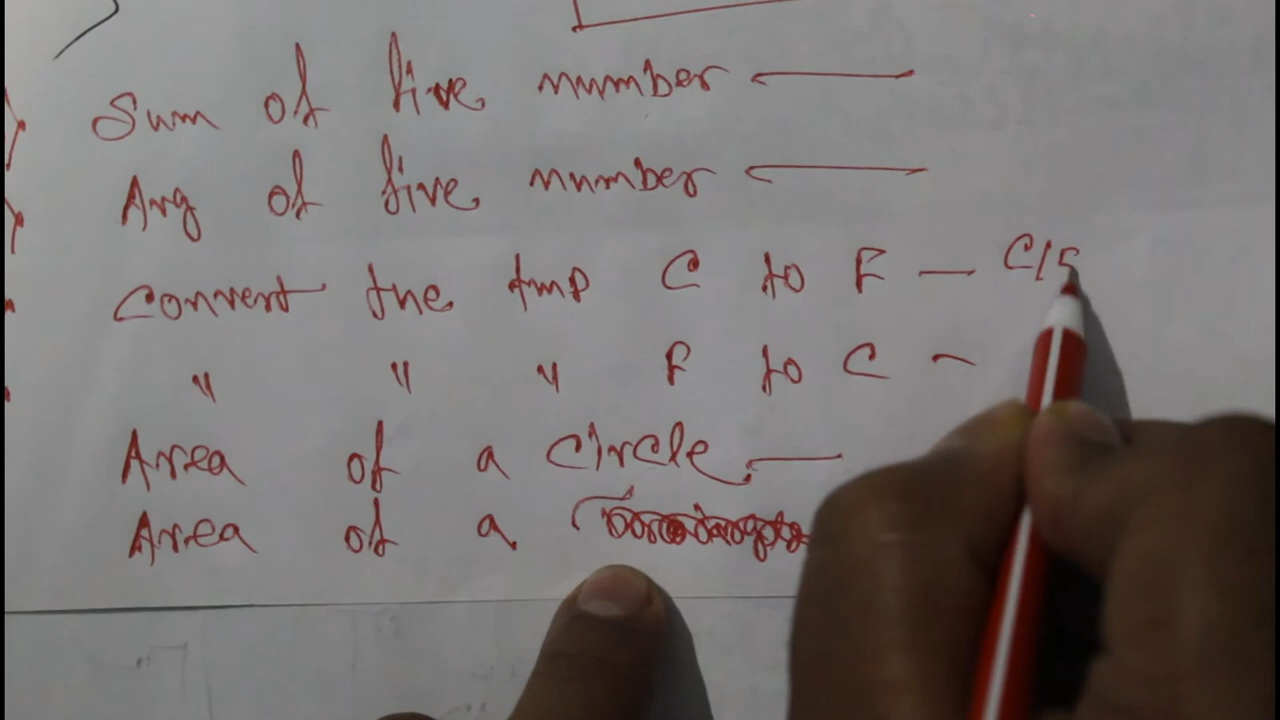 Sum of five number
Avg of five number
Convert the tmp C to F — C/5
" " " F to C –
Area of a circle —
Area of a